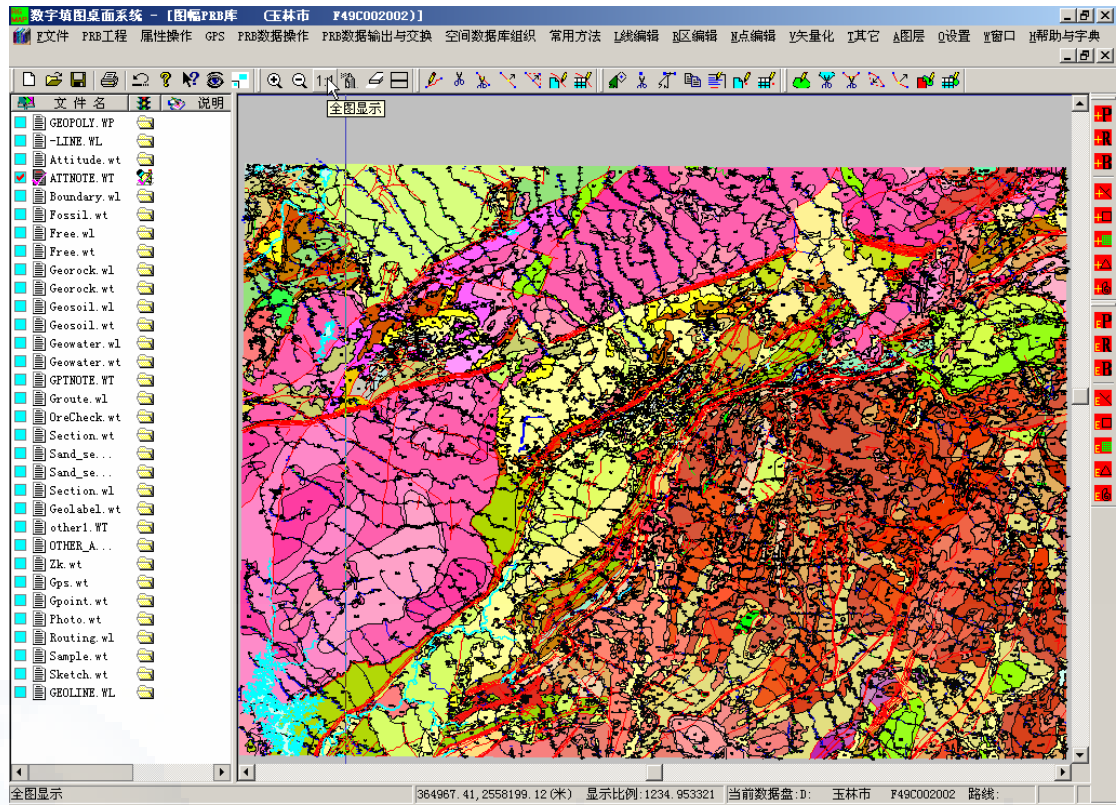 数字填图桌面系统 - [图幅PRB库 (玉林市 F49C002002)]
F文件 PRB工程 属性操作 GPS PRB数据操作 PRB数据输出与交换 空间数据库组织 常用方法 L线编辑 R区编辑 N点编辑 V矢量化 T其它 A图层 Q设置 W窗口 H帮助与字典
1:1
文件名 说明
全图显示
GEOPOLY.WP
-LINE.WL
Attitude.wt
ATTNOTE.WT
Boundary.wl
Fossil.wt
Free.wl
Free.wt
Georock.wl
Georock.wt
Geosoil.wl
Geosoil.wt
Geowater.wl
Geowater.wt
GPTNOTE.WT
Groute.wl
OreCheck.wt
Section.wt
Sand_se...
Sand_se...
Section.wl
Geolabel.wt
other1.WT
OTHER_A...
Zk.wt
Gps.wt
Gpoint.wt
Photo.wt
Routing.wl
Sample.wt
Sketch.wt
GEOLINE.WL
+P
+R
+B
E P
E R
E B
全图显示 364967.41,2558199.12(米) 显示比例:1234.953321 当前数据盘:D: 玉林市 F49C002002 路线: